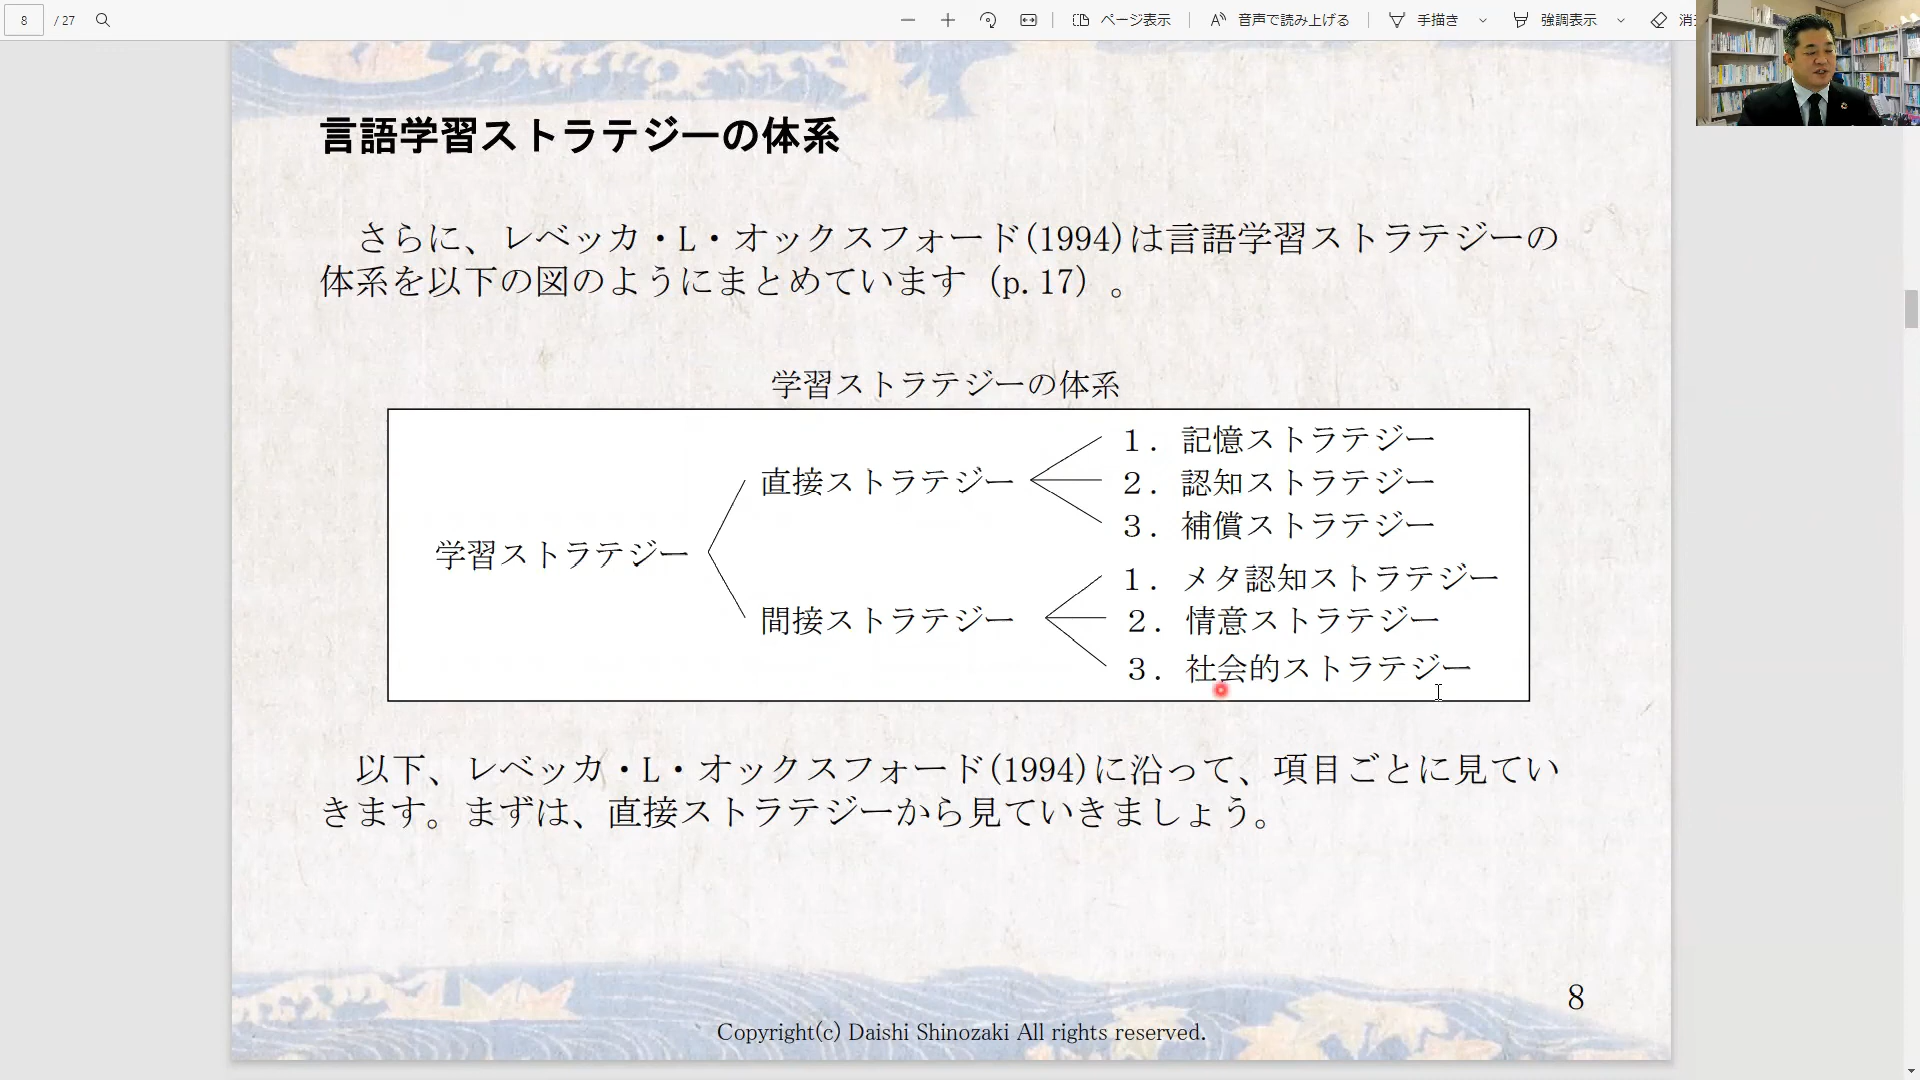 8 / 27 ページ表示 音声で読み上げる 手描き 強調表示
言語学習ストラテジーの体系
さらに、レベッカ・L・オックスフォード(1994)は言語学習ストラテジーの
体系を以下の図のようにまとめています（p.17）。
学習ストラテジーの体系
学習ストラテジー
直接ストラテジー
１．記憶ストラテジー
２．認知ストラテジー
３．補償ストラテジー
間接ストラテジー
１．メタ認知ストラテジー
２．情意ストラテジー
３．社会的ストラテジー
以下、レベッカ・L・オックスフォード(1994)に沿って、項目ごとに見てい
きます。まずは、直接ストラテジーから見ていきましょう。
8
Copyright(c) Daishi Shinozaki All rights reserved.